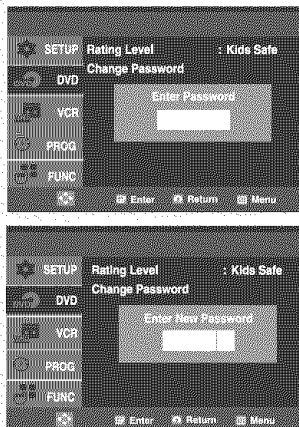 SETUP Rating Level : Kids Safe
DVD Change Password
Enter Password
VCR
PROG
FUNC
Enter Return Menu
SETUP Rating Level : Kids Safe
DVD Change Password
Enter New Password
VCR
PROG
FUNC
Enter Return Menu